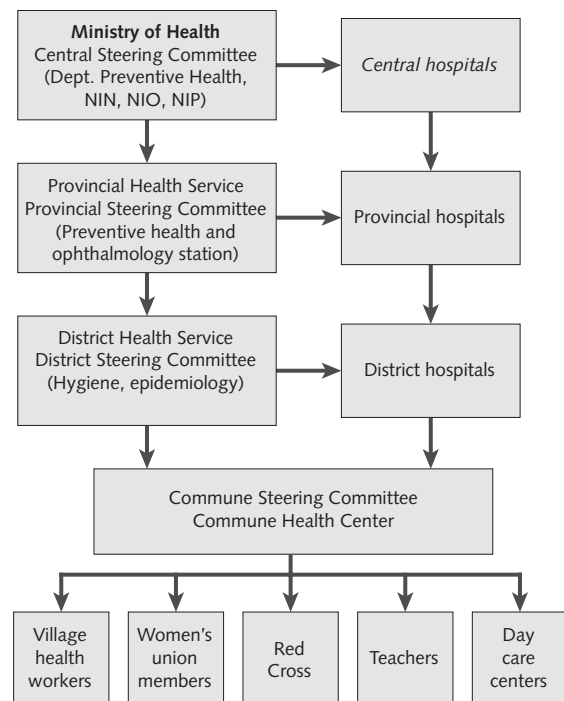 Ministry of Health
Central Steering Committee
(Dept. Preventive Health,
NIN, NIO, NIP)
Central hospitals
Provincial Health Service
Provincial Steering Committee
(Preventive health and
ophthalmology station)
Provincial hospitals
District Health Service
District Steering Committee
(Hygiene, epidemiology)
District hospitals
Commune Steering Committee
Commune Health Center
Village
health
workers
Women's
union
members
Red
Cross
Teachers
Day
care
centers